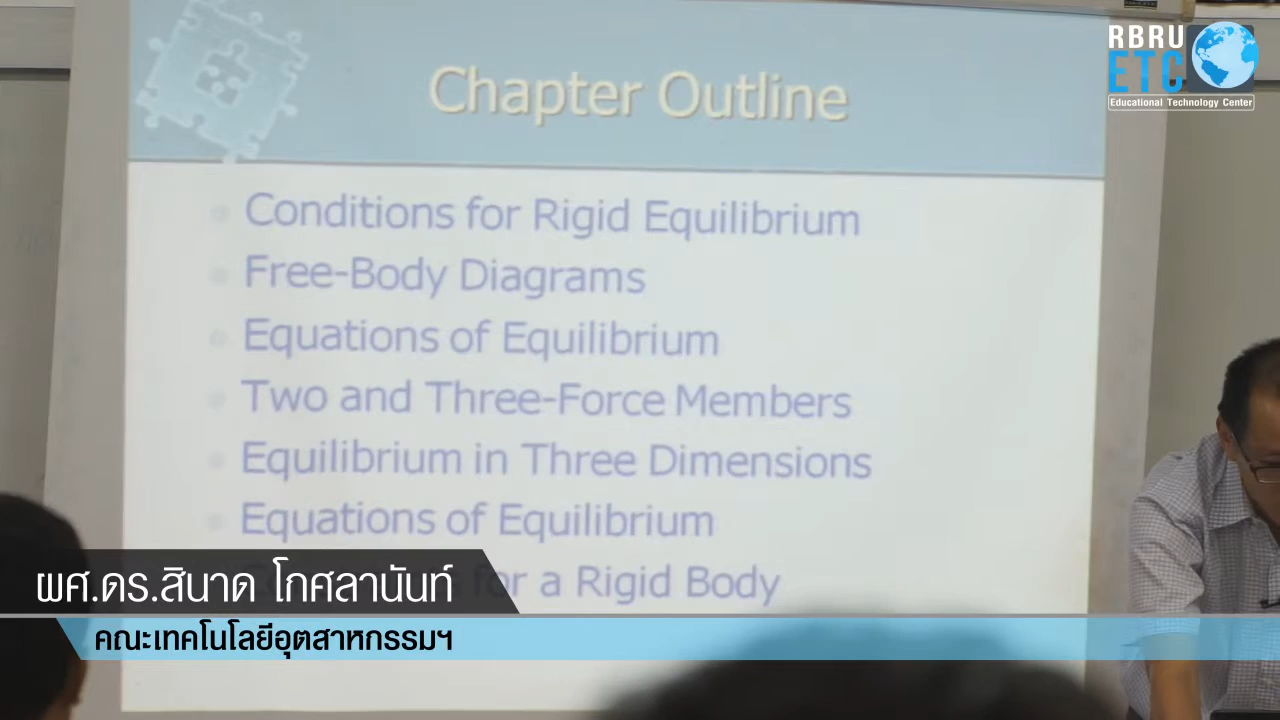 RBRU
ETC
Educational Technology Center
Chapter Outline
Conditions for Rigid Equilibrium
Free-Body Diagrams
Equations of Equilibrium
Two and Three-Force Members
Equilibrium in Three Dimensions
Equations of Equilibrium
for a Rigid Body
ผศ.ดร.สินาด โกศลานันท์
คณะเทคโนโลยีอุตสาหกรรมฯ